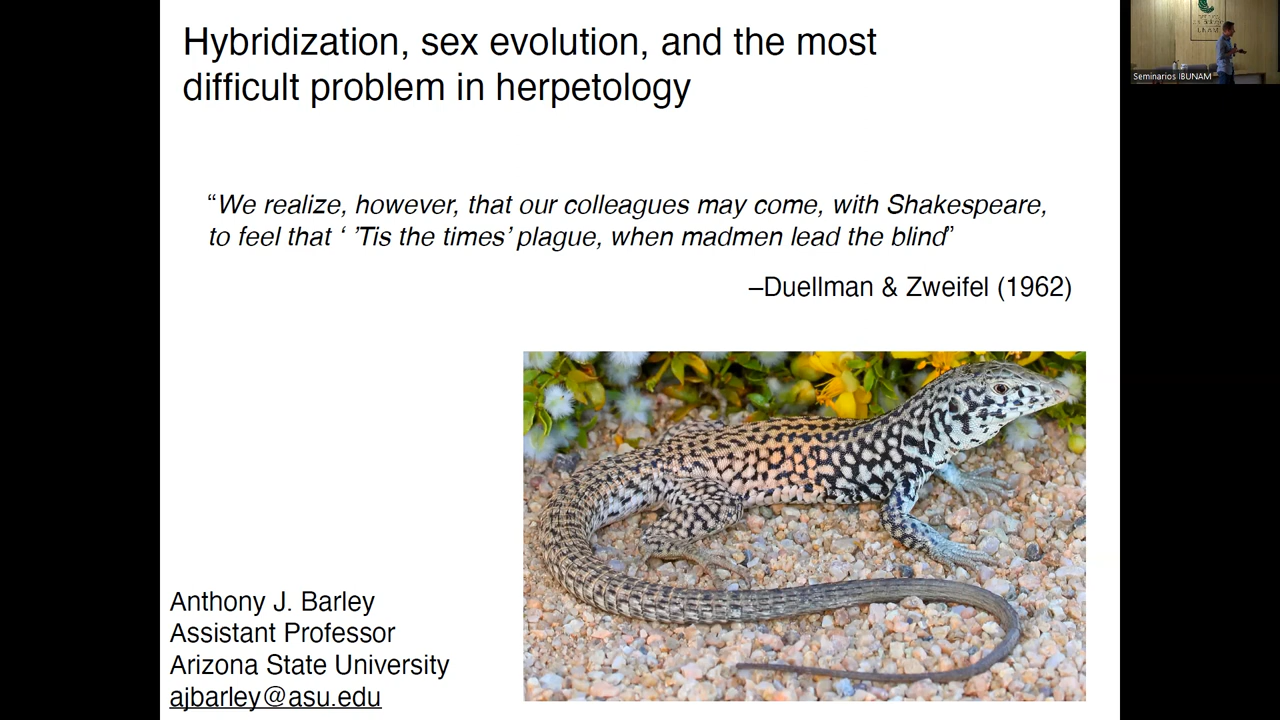 Hybridization, sex evolution, and the most
difficult problem in herpetology
“We realize, however, that our colleagues may come, with Shakespeare,
to feel that ‘ ’Tis the times’ plague, when madmen lead the blind”
–Duellman & Zweifel (1962)
Anthony J. Barley
Assistant Professor
Arizona State University
ajbarley@asu.edu
Seminarios IBUNAM